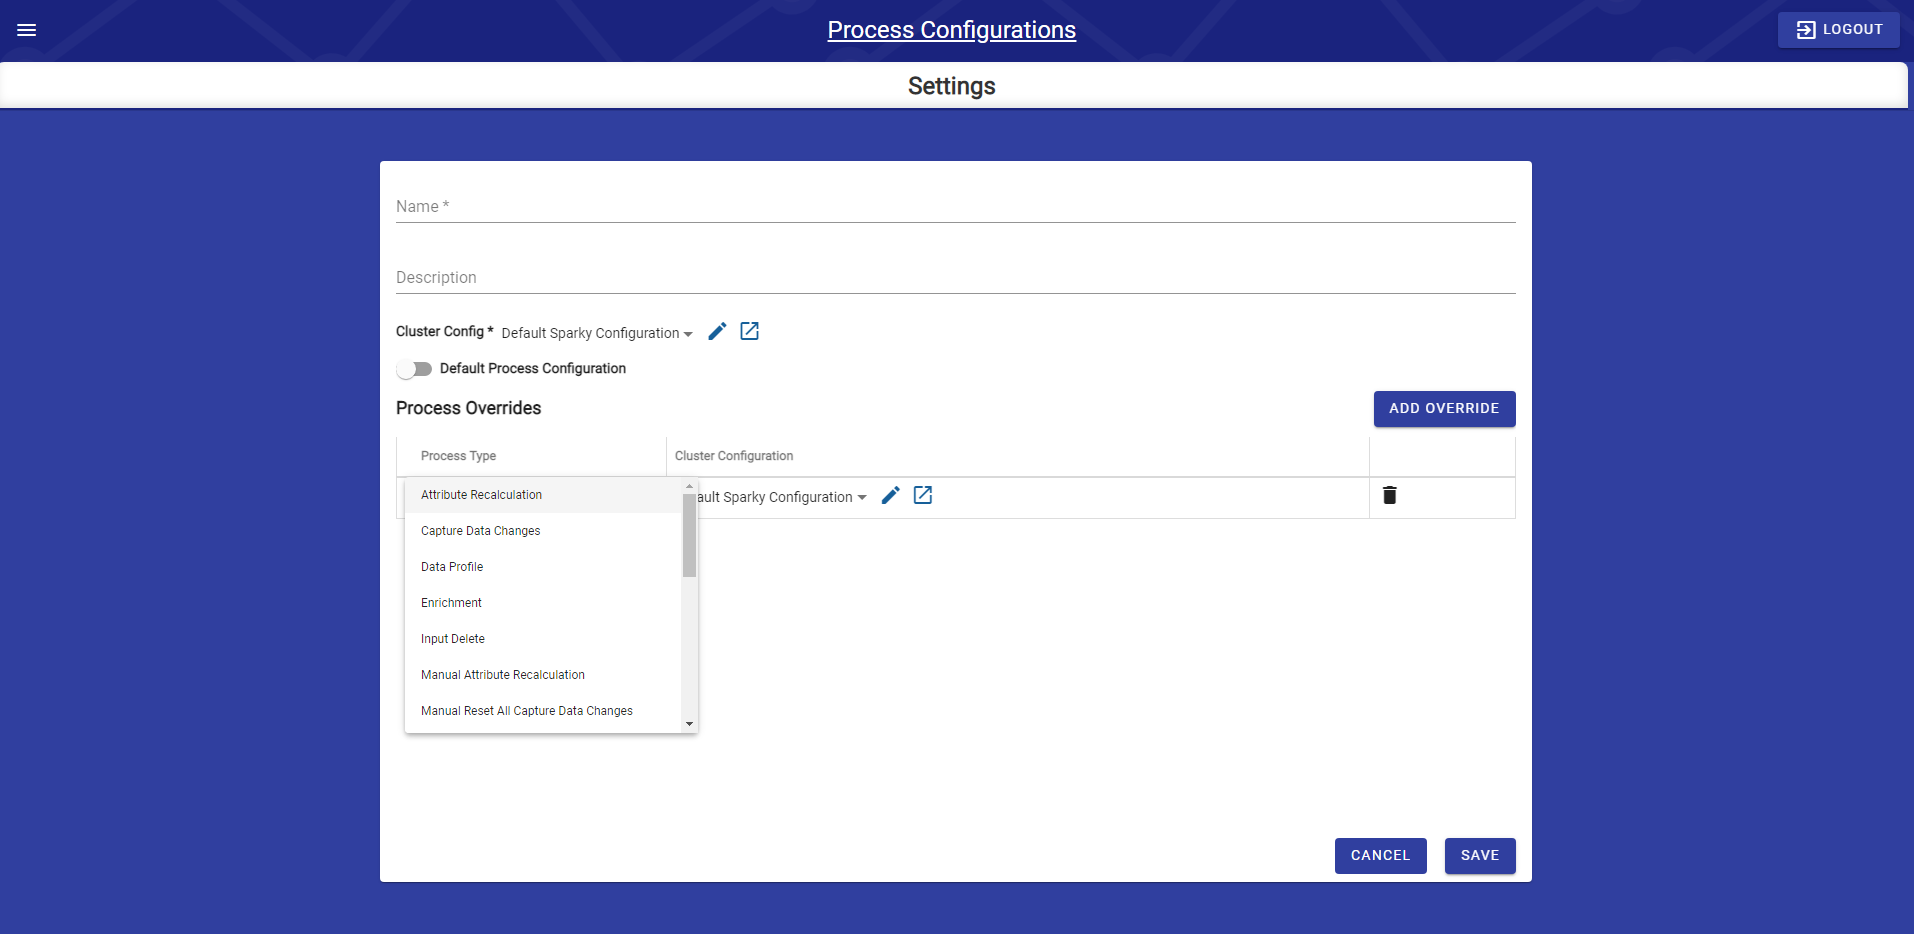 Process Configurations
LOGOUT
Settings
Name *
Description
Cluster Config * Default Sparky Configuration
Default Process Configuration
Process Overrides
ADD OVERRIDE
Process Type Cluster Configuration
Attribute Recalculation
ault Sparky Configuration
Capture Data Changes
Data Profile
Enrichment
Input Delete
Manual Attribute Recalculation
Manual Reset All Capture Data Changes
CANCEL SAVE